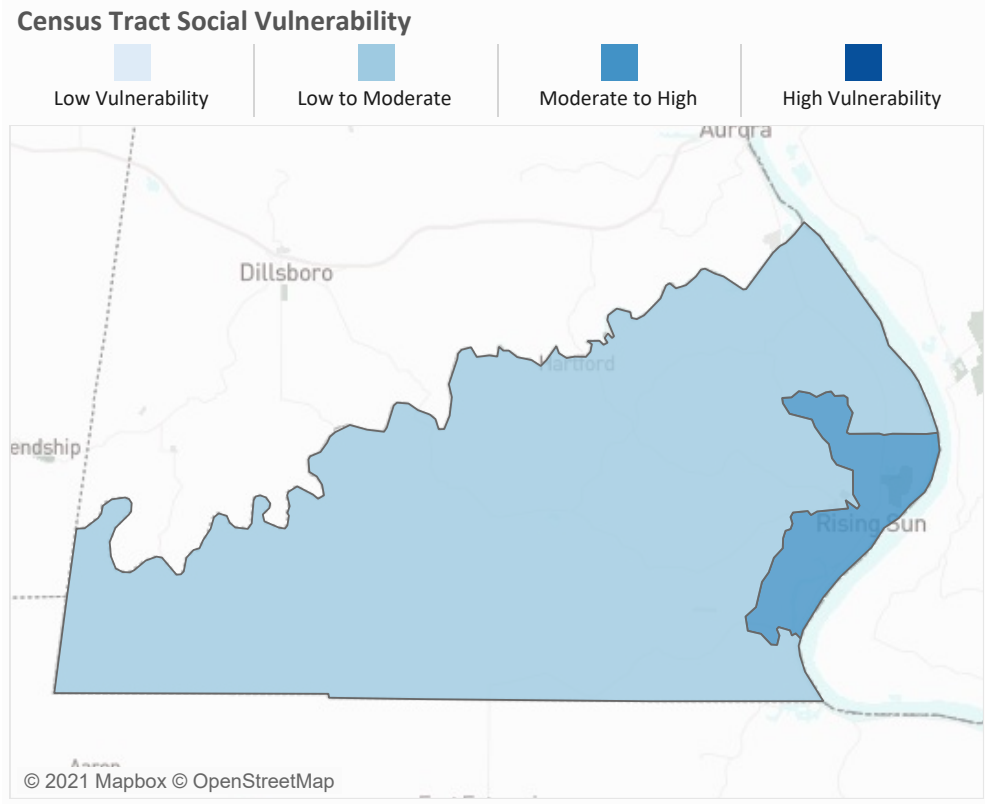 Census Tract Social Vulnerability
Low Vulnerability
Low to Moderate
Moderate to High
High Vulnerability
Aurora
Dillsboro
Hartford
endship
Rising Sun
© 2021 Mapbox © OpenStreetMap